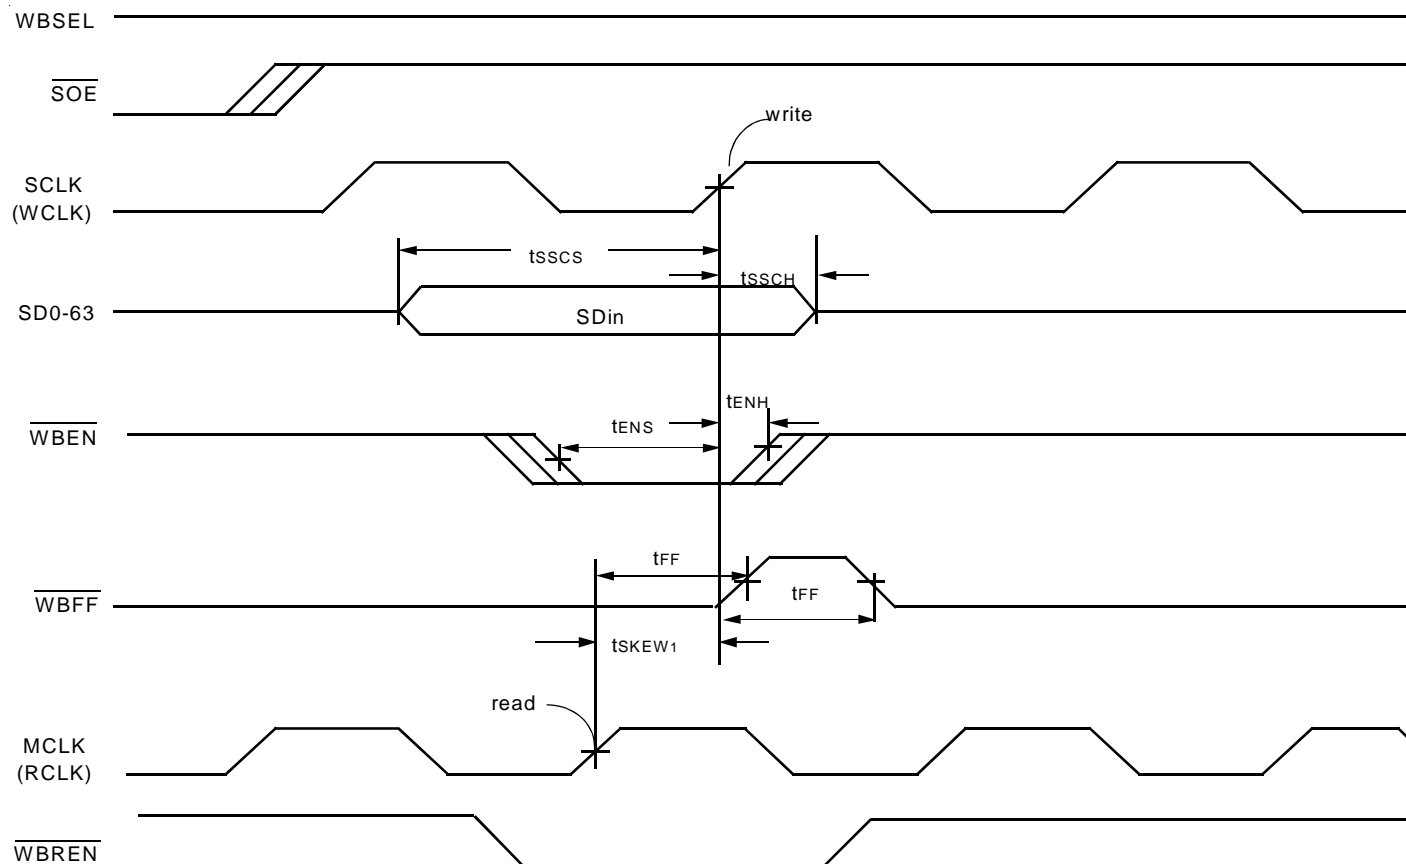 WBSEL
SOE
write
SCLK
(WCLK)
tSSCS
tSSCH
SD0-63
SDin
tENH
WBEN
tENS
tFF
WBFF
tFF
tSKEW1
read
MCLK
(RCLK)
WBREN